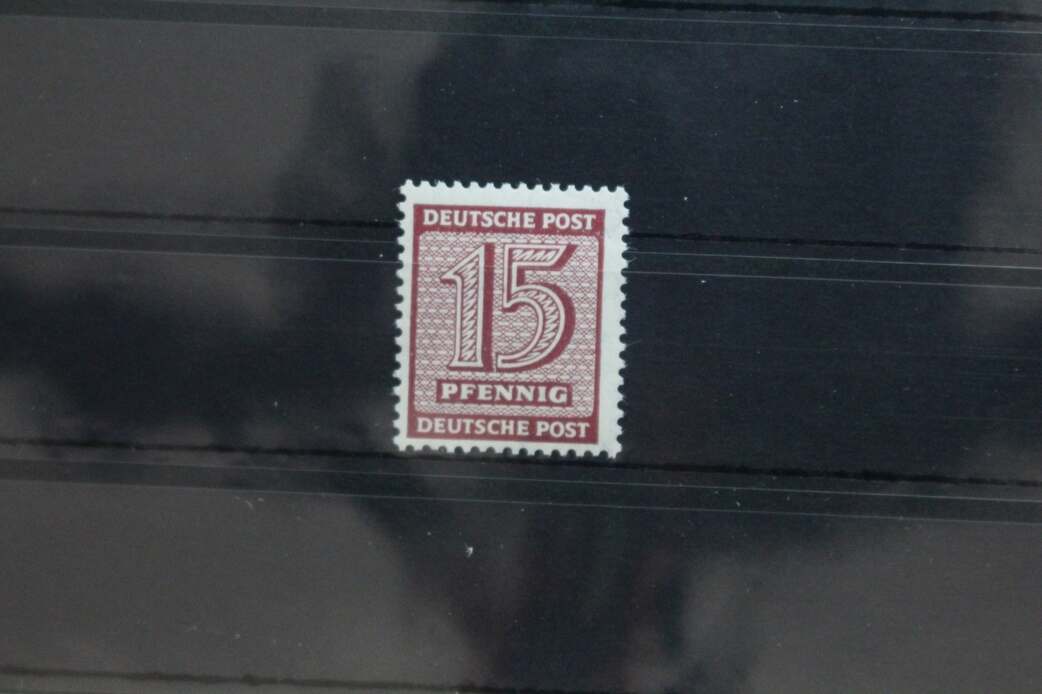 DEUTSCHE POST
15
PFENNIG
DEUTSCHE POST